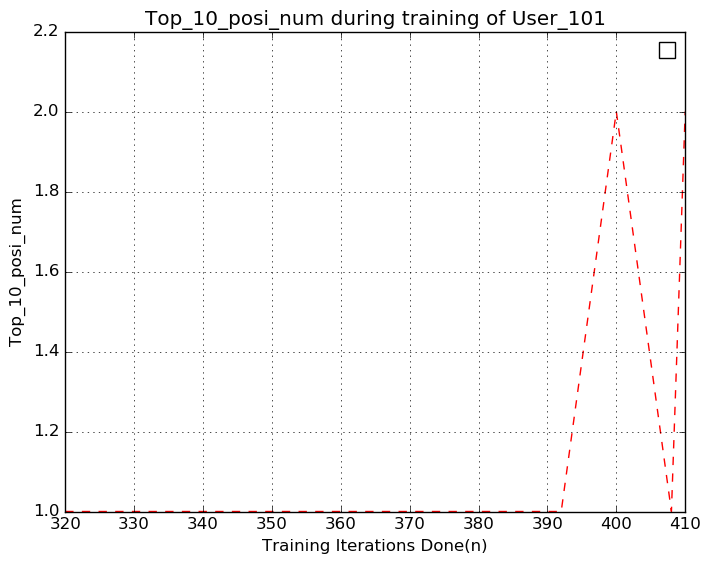 Top_10_posi_num during training of User_101
2.2
2.0
1.8
1.6
1.4
1.2
1.0
Top_10_posi_num
320 330 340 350 360 370 380 390 400 410
Training Iterations Done(n)